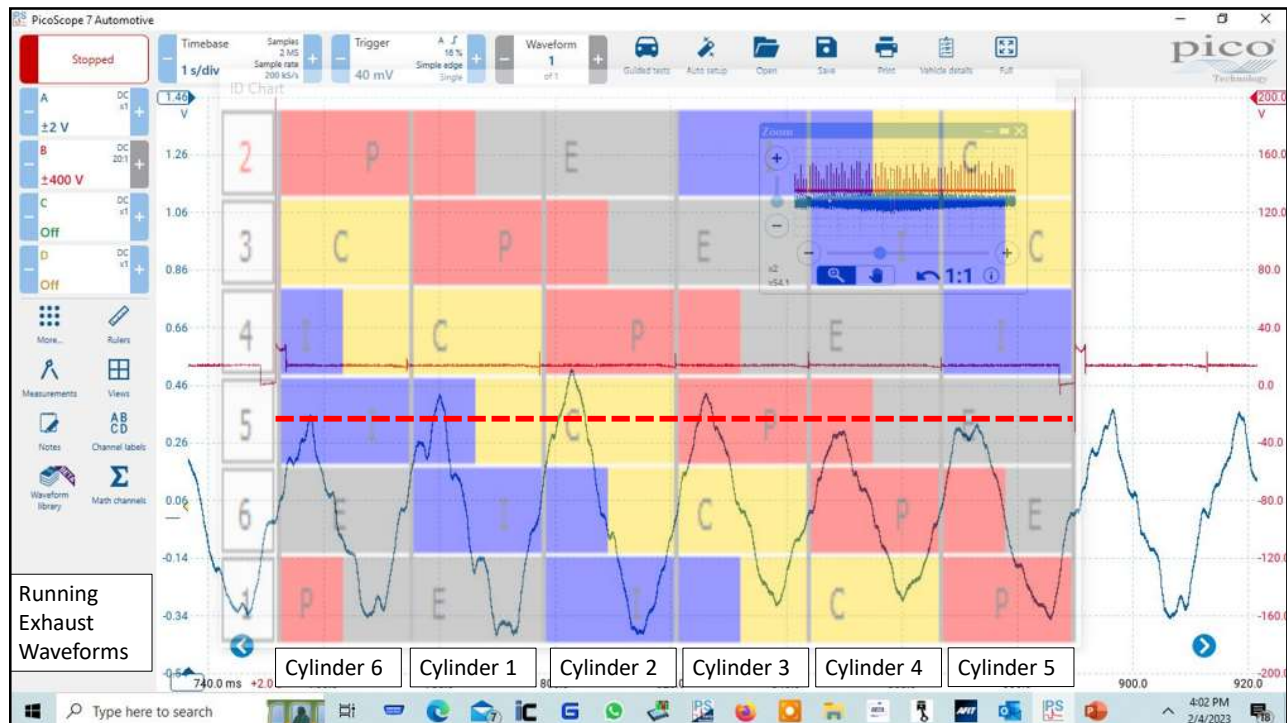 PicoScope 7 Automotive
Stopped
Timebase
1 s/div
Samples
2 MS
Sample rate
200 kS/s
Trigger
40 mV
A
16 %
Simple edge
Single
Waveform
1
of 1
Guided tests
Auto setup
Open
Save
Print
Vehicle details
Full
pico
Technology
A
DC
x1
±2 V
B
DC
20:1
±400 V
C
DC
x1
Off
D
DC
x1
Off
More...
Rulers
Measurements
Views
Notes
Channel labels
Waveform library
Math channels
ID Chart
1.46
V
1.26
1.06
0.86
0.66
0.46
0.26
0.06
-0.14
-0.34
200.0
V
160.0
120.0
80.0
40.0
0.0
-40.0
-80.0
-120.0
-160.0
-200.0
Zoom
x2
x54.1
1:1
2 P E C
3 C P E I C
4 I C P E I
5 I C P E
6 E I C P E
1 P E I C P
Running
Exhaust
Waveforms
Cylinder 6
Cylinder 1
Cylinder 2
Cylinder 3
Cylinder 4
Cylinder 5
740.0 ms
900.0
920.0
Type here to search
4:02 PM
2/4/2023